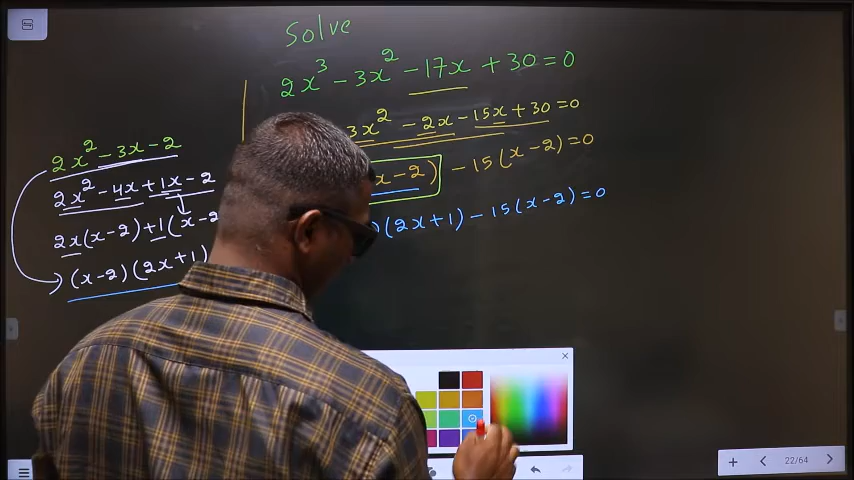 Solve
2x³ - 3x² - 17x + 30 = 0
3x² - 2x - 15x + 30 = 0
x - 2) - 15(x - 2) = 0
)(2x + 1) - 15(x - 2) = 0
2x² - 3x - 2
2x² - 4x + 1x - 2
2x(x - 2) + 1(x - 2
(x - 2)(2x + 1)
22/64